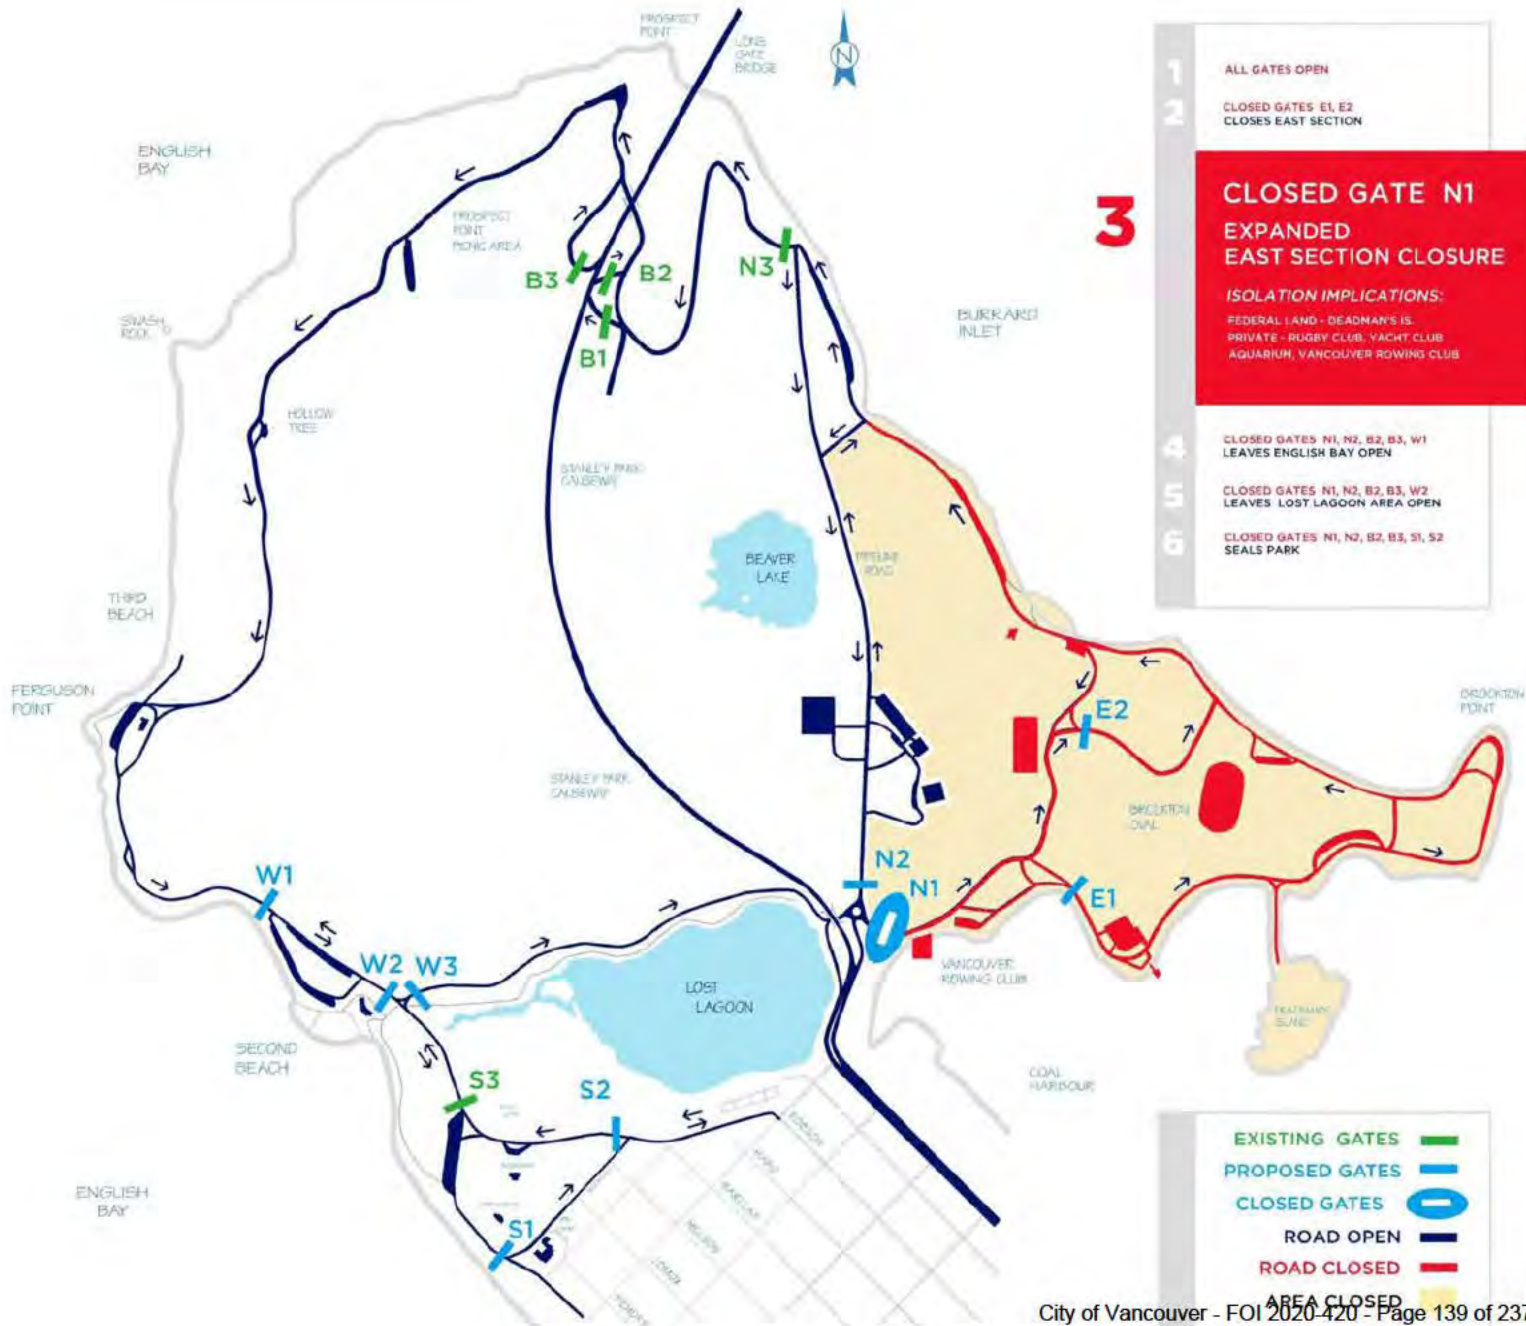 PROSPECT
POINT
LIONS
GATE
BRIDGE
N
ENGLISH
BAY
PROSPECT
POINT
PICNIC AREA
B3
B2
N3
B1
SIWASH
ROCK
BURRARD
INLET
HOLLOW
TREE
STANLEY PARK
CAUSEWAY
BEAVER
LAKE
PIPELINE
ROAD
THIRD
BEACH
FERGUSON
POINT
BROCKTON
POINT
E2
STANLEY PARK
CAUSEWAY
BROCKTON
OVAL
W1
N2
N1
E1
W2
W3
VANCOUVER
ROWING CLUB
LOST
LAGOON
DEADMAN'S
ISLAND
SECOND
BEACH
S3
S2
COAL
HARBOUR
ROBSON
HARO
BARCLAY
NELSON
COMOX
ENGLISH
BAY
S1
1
ALL GATES OPEN
2
CLOSED GATES E1, E2
CLOSES EAST SECTION
3
CLOSED GATE N1
EXPANDED
EAST SECTION CLOSURE
ISOLATION IMPLICATIONS:
FEDERAL LAND - DEADMAN'S IS.
PRIVATE - RUGBY CLUB, YACHT CLUB
AQUARIUM, VANCOUVER ROWING CLUB
4
CLOSED GATES N1, N2, B2, B3, W1
LEAVES ENGLISH BAY OPEN
5
CLOSED GATES N1, N2, B2, B3, W2
LEAVES LOST LAGOON AREA OPEN
6
CLOSED GATES N1, N2, B2, B3, S1, S2
SEALS PARK
EXISTING GATES
PROPOSED GATES
CLOSED GATES
ROAD OPEN
ROAD CLOSED
AREA CLOSED
City of Vancouver - FOI 2020-420 - Page 139 of 237